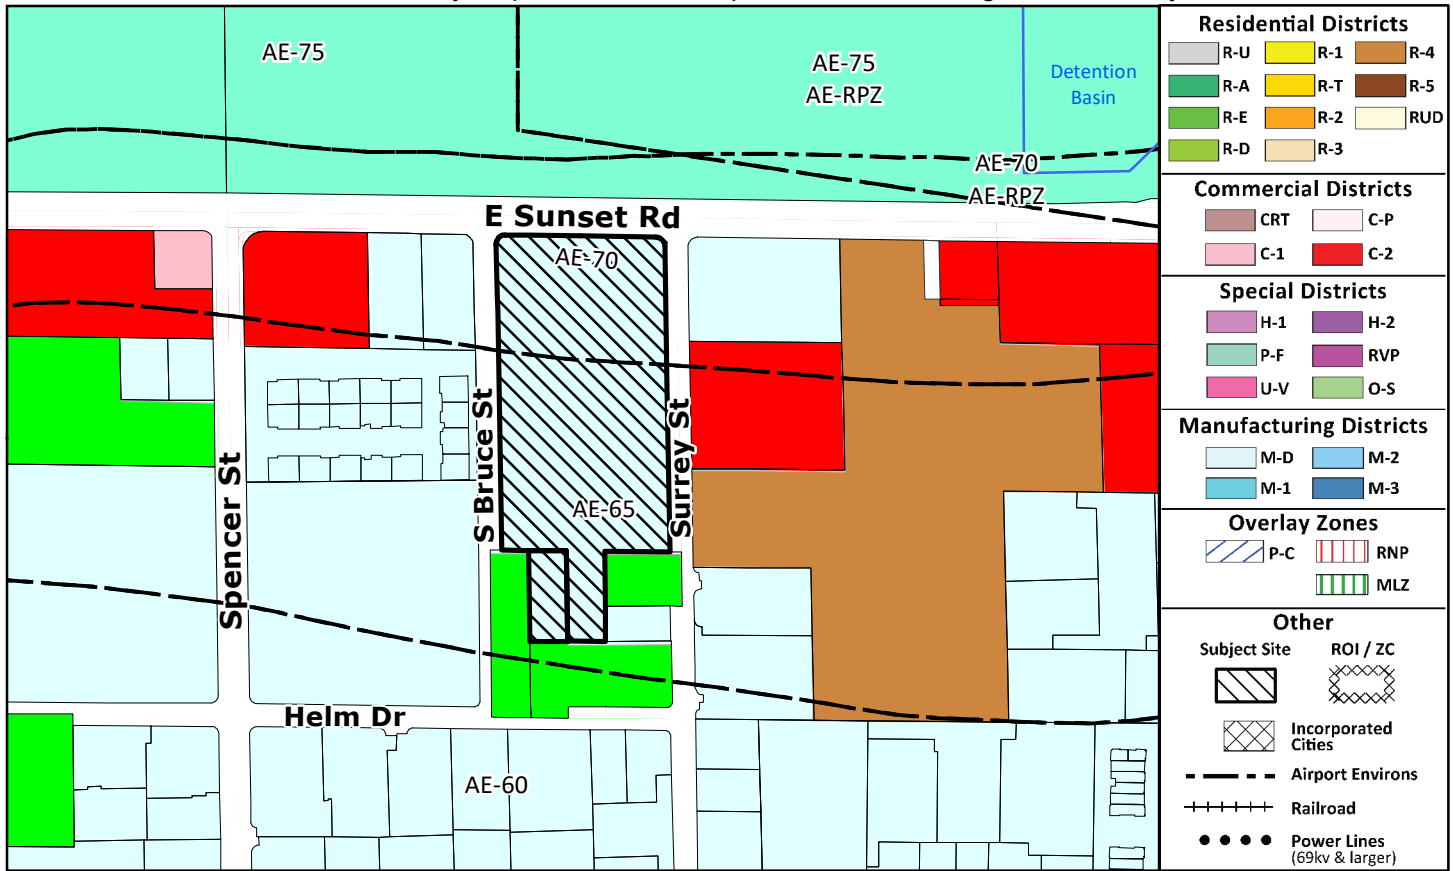 AE-75
AE-75
AE-RPZ
Detention
Basin
AE-70
AE-RPZ
E Sunset Rd
AE-70
S Bruce St
Surrey St
AE-65
Spencer St
Helm Dr
AE-60
Residential Districts
R-U
R-1
R-4
R-A
R-T
R-5
R-E
R-2
RUD
R-D
R-3
Commercial Districts
CRT
C-P
C-1
C-2
Special Districts
H-1
H-2
P-F
RVP
U-V
O-S
Manufacturing Districts
M-D
M-2
M-1
M-3
Overlay Zones
P-C
RNP
MLZ
Other
Subject Site
ROI / ZC
Incorporated
Cities
Airport Environs
Railroad
Power Lines
(69kv & larger)